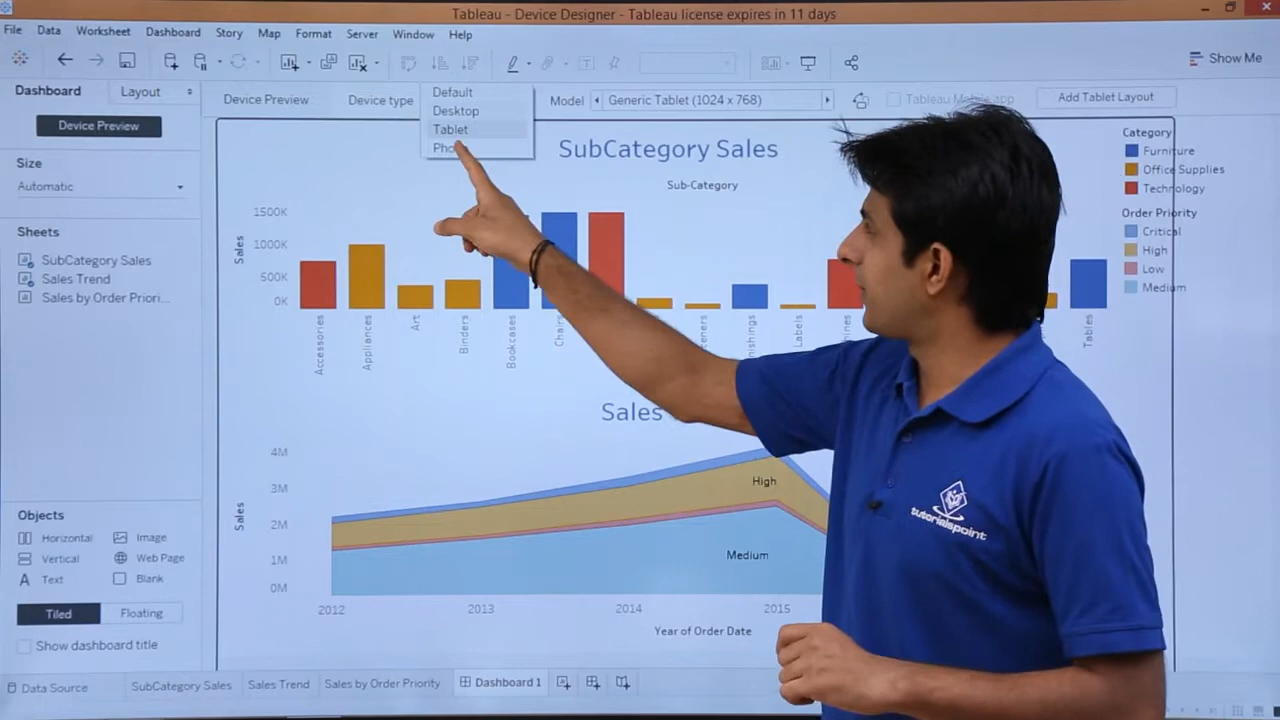 Tableau - Device Designer - Tableau license expires in 11 days
File Data Worksheet Dashboard Story Map Format Server Window Help
Show Me
Dashboard Layout
Device Preview Device type Default Model Generic Tablet (1024 x 768) Tableau Mobile app Add Tablet Layout
Desktop
Tablet
Device Preview
Size
Automatic
Sheets
SubCategory Sales
Sales Trend
Sales by Order Priori...
Objects
Horizontal Image
Vertical Web Page
Text Blank
Tiled Floating
Show dashboard title
SubCategory Sales
Sub-Category
Sales
1500K
1000K
500K
0K
Accessories
Appliances
Art
Binders
Bookcases
Labels
Tables
Category
Furniture
Office Supplies
Technology
Order Priority
Critical
High
Low
Medium
Sales
Sales
4M
3M
2M
1M
0M
High
Medium
2012 2013 2014 2015
Year of Order Date
tutorialspoint
Data Source SubCategory Sales Sales Trend Sales by Order Priority Dashboard 1